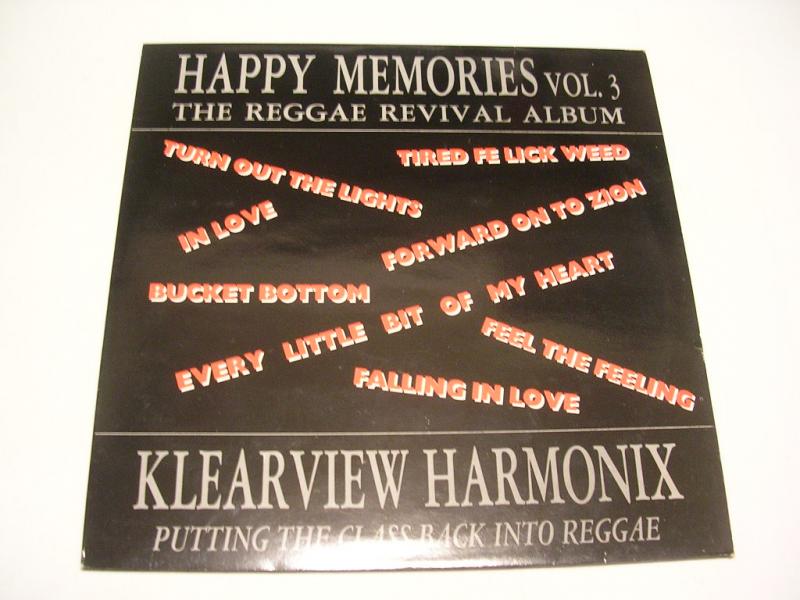 HAPPY MEMORIES VOL. 3
THE REGGAE REVIVAL ALBUM
TURN OUT THE LIGHTS
TIRED FE LICK WEED
IN LOVE
FORWARD ON TO ZION
BUCKET BOTTOM
EVERY LITTLE BIT OF MY HEART
FEEL THE FEELING
FALLING IN LOVE
KLEARVIEW HARMONIX
PUTTING THE CLASS BACK INTO REGGAE